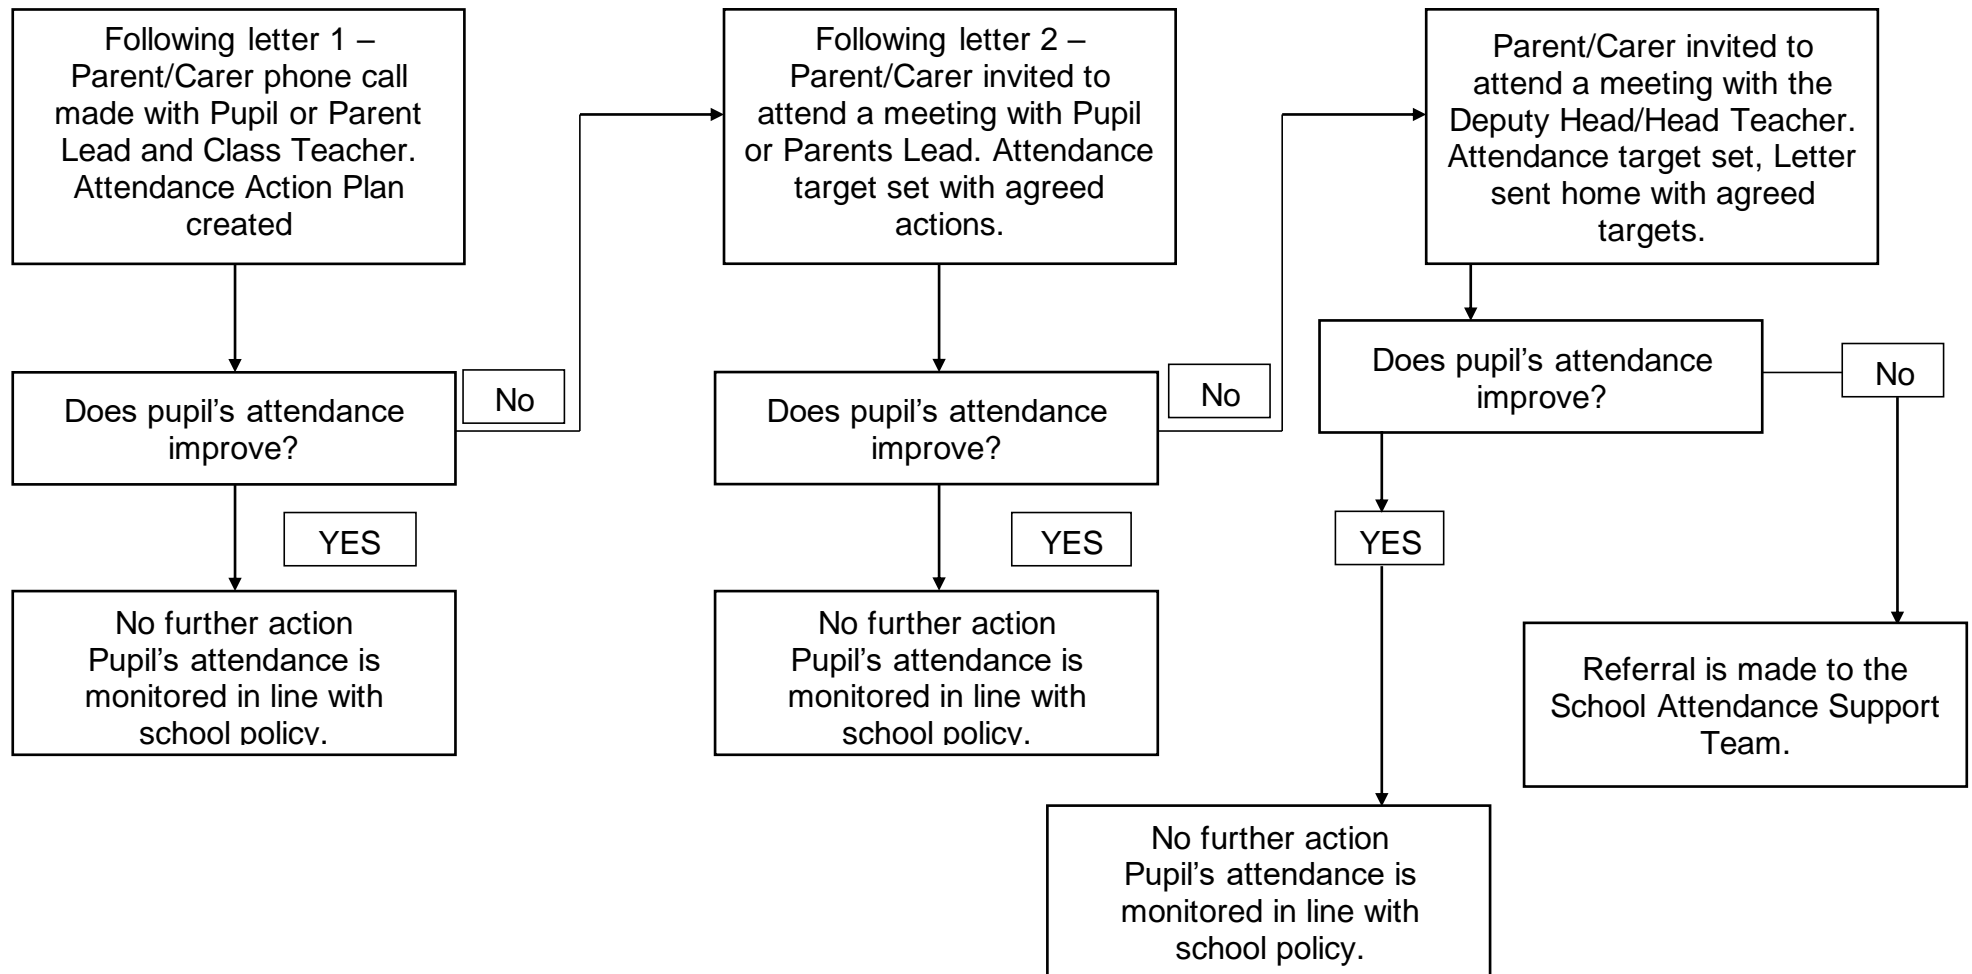 Following letter 1 –
Parent/Carer phone call
made with Pupil or Parent
Lead and Class Teacher.
Attendance Action Plan
created
Does pupil’s attendance
improve?
No
YES
No further action
Pupil’s attendance is
monitored in line with
school policy.
Following letter 2 –
Parent/Carer invited to
attend a meeting with Pupil
or Parents Lead. Attendance
target set with agreed
actions.
Does pupil’s attendance
improve?
No
YES
No further action
Pupil’s attendance is
monitored in line with
school policy.
Parent/Carer invited to
attend a meeting with the
Deputy Head/Head Teacher.
Attendance target set, Letter
sent home with agreed
targets.
Does pupil’s attendance
improve?
No
YES
Referral is made to the
School Attendance Support
Team.
No further action
Pupil’s attendance is
monitored in line with
school policy.